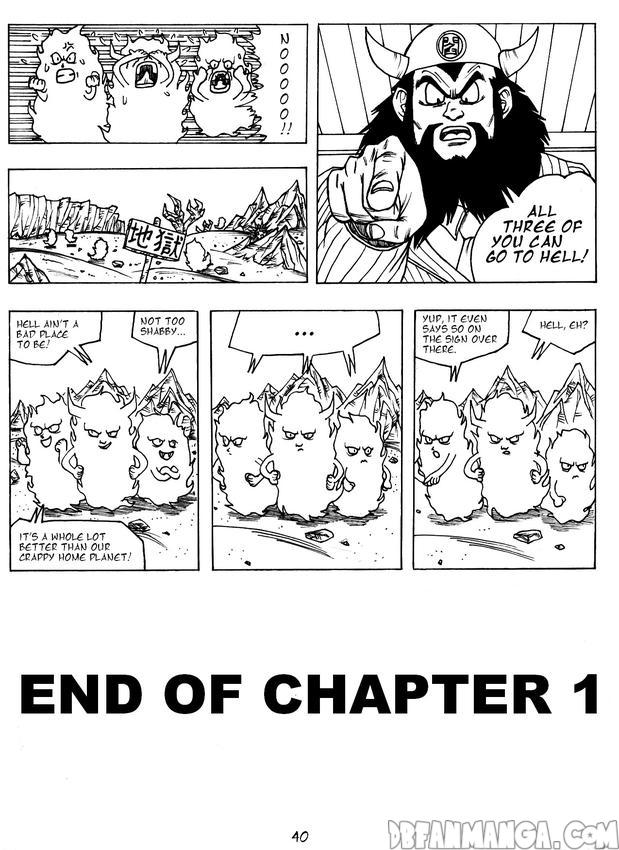 ALL
THREE OF
YOU CAN
GO TO HELL!
NOOOOO!!
地獄
HELL, EH?
YUP, IT EVEN
SAYS SO ON
THE SIGN OVER
THERE.
...
NOT TOO
SHABBY...
HELL AIN'T A
BAD PLACE
TO BE!
IT'S A WHOLE LOT
BETTER THAN OUR
CRAPPY HOME PLANET!
END OF CHAPTER 1
40
DBFANMANGA.COM